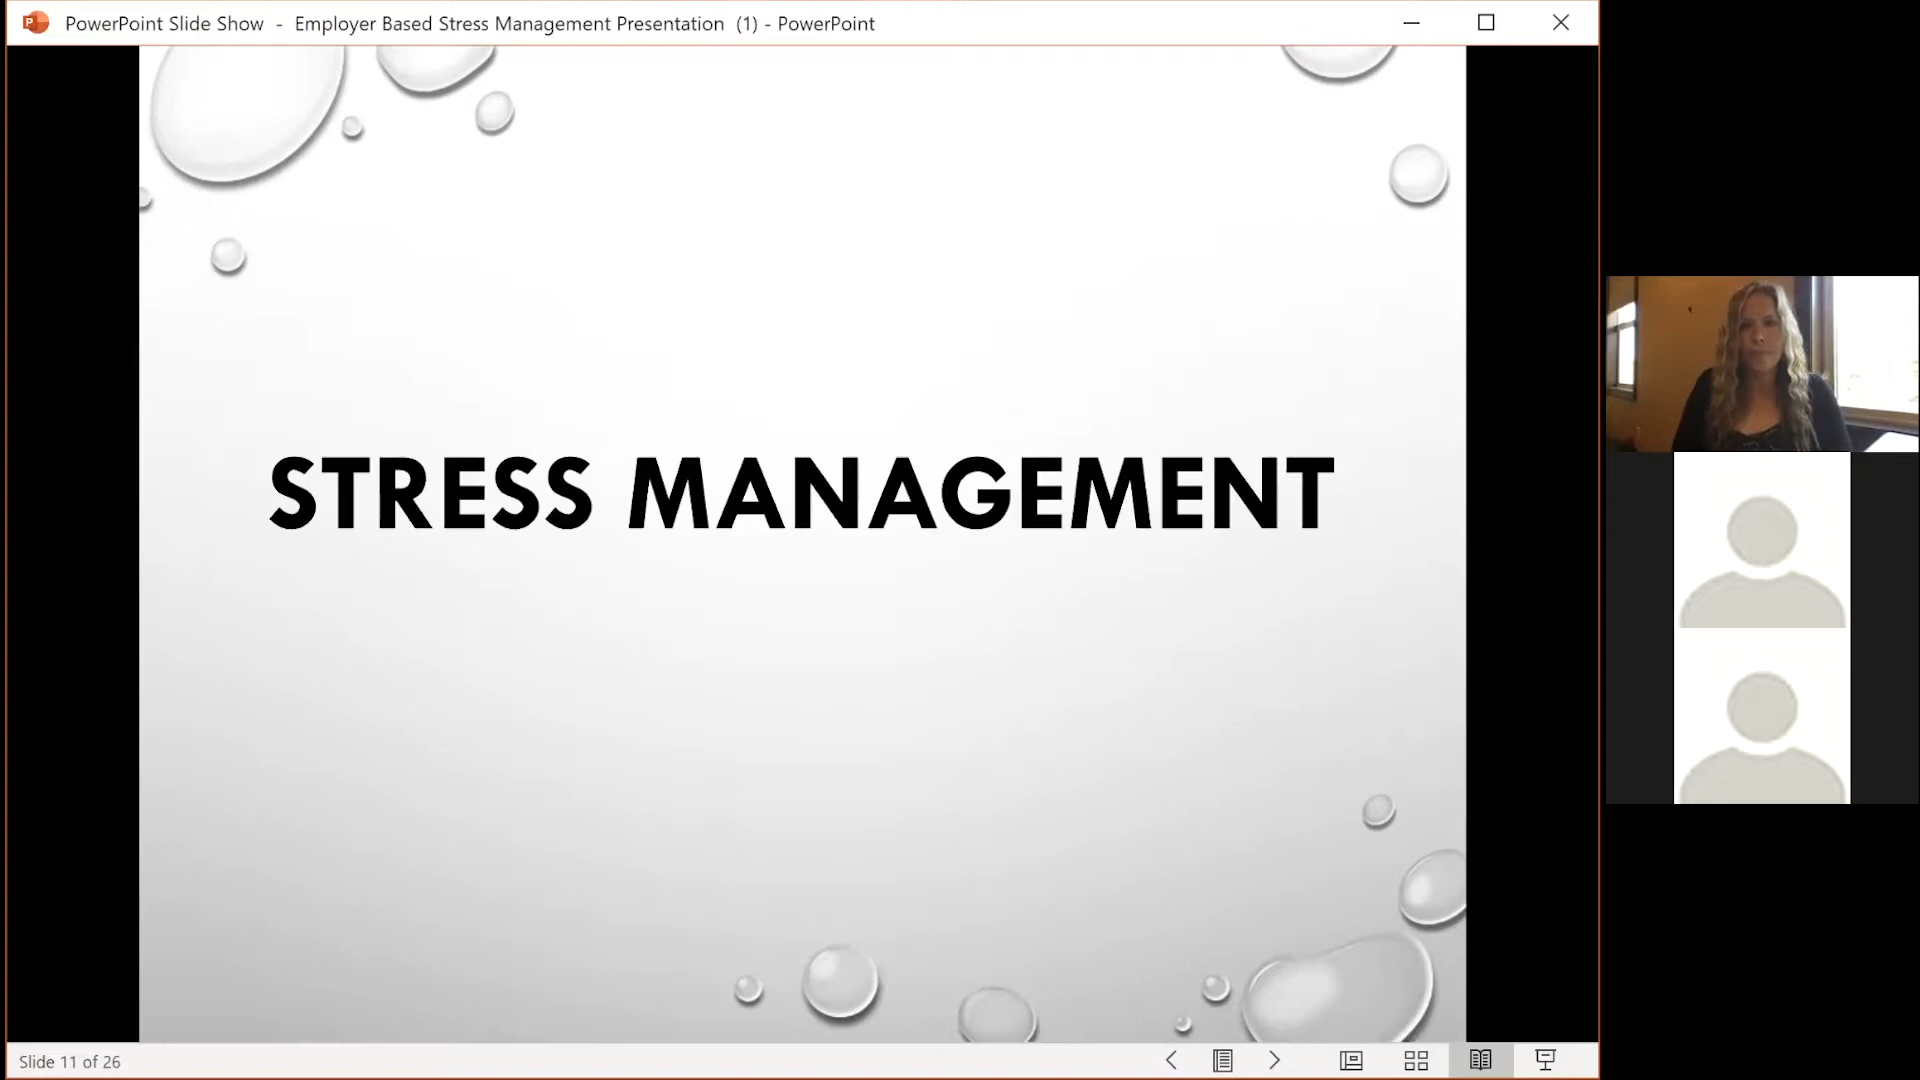 PowerPoint Slide Show - Employer Based Stress Management Presentation (1) - PowerPoint
STRESS MANAGEMENT
Slide 11 of 26